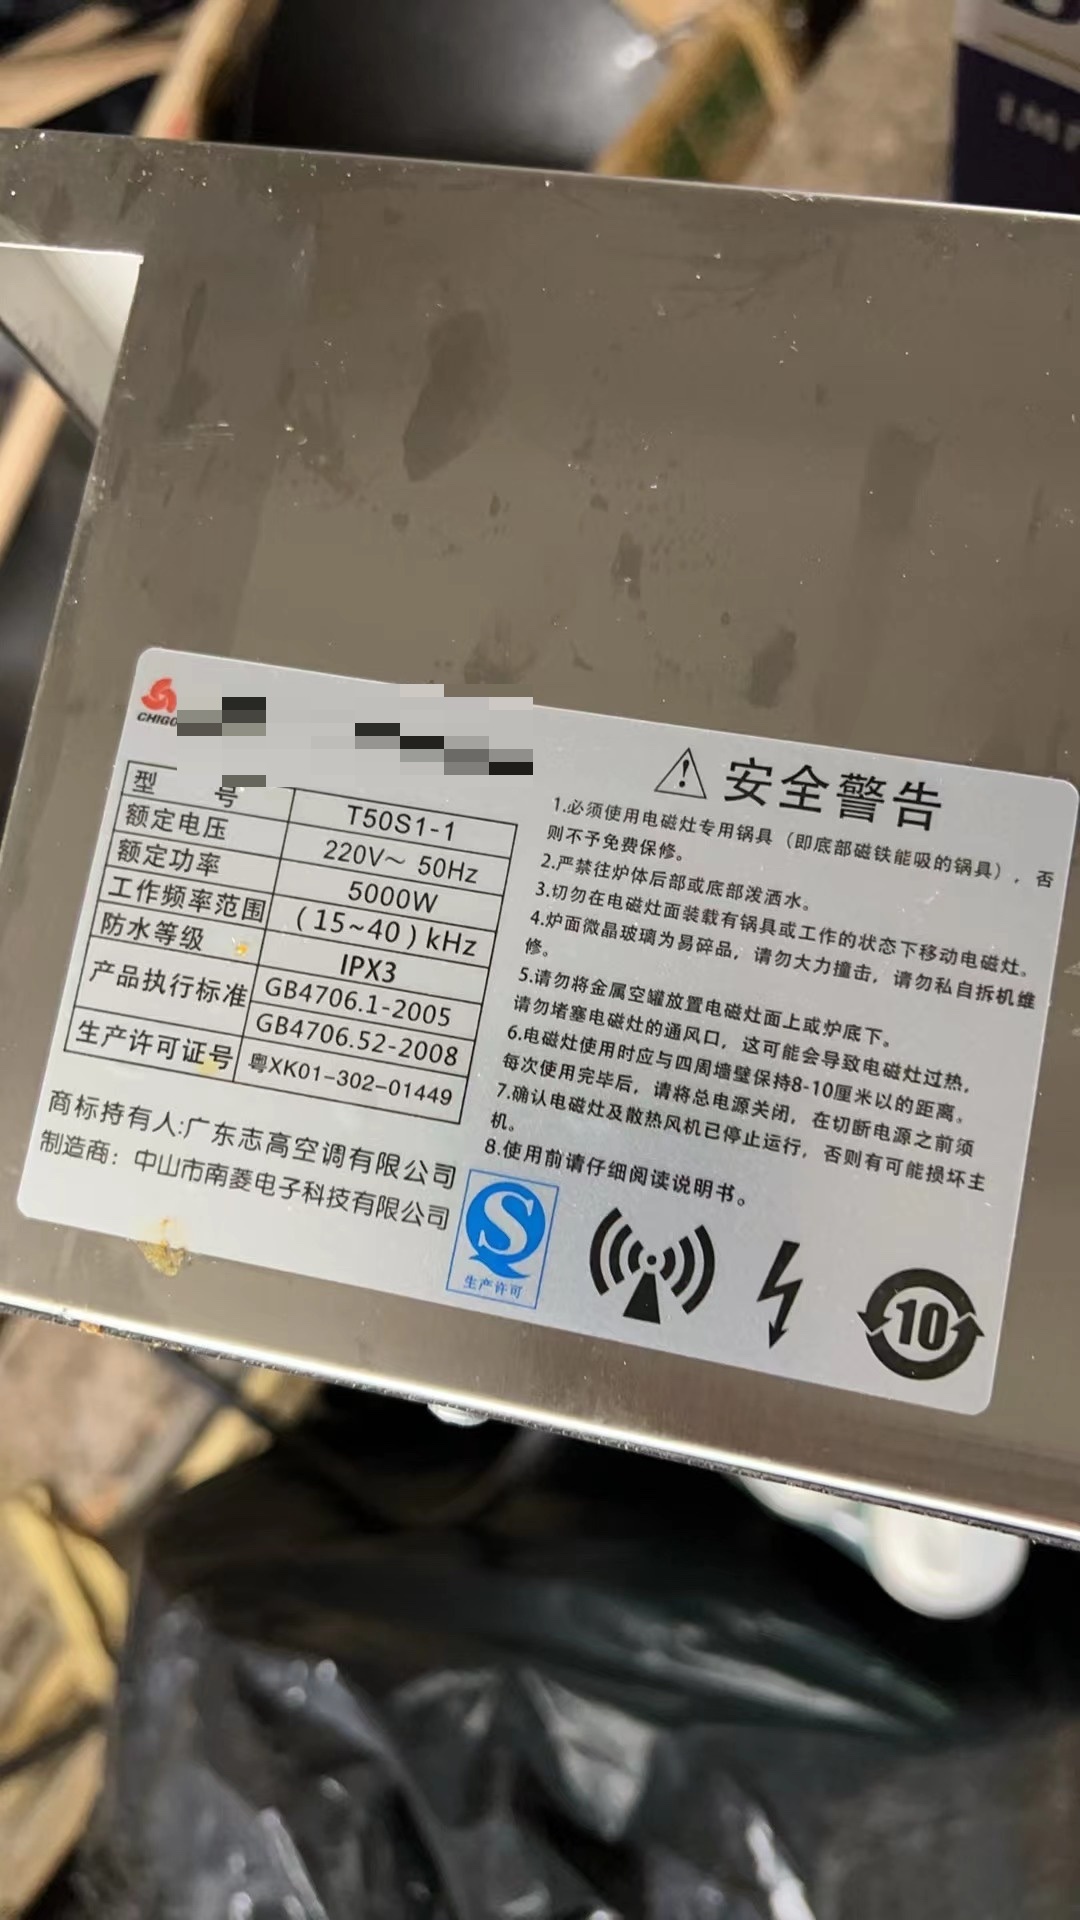 CHIGO
型 号 T50S1-1
额定电压 220V～ 50Hz
额定功率 5000W
工作频率范围 (15~40)kHz
防水等级 IPX3
产品执行标准 GB4706.1-2005
GB4706.52-2008
生产许可证号 粤XK01-302-01449
商标持有人:广东志高空调有限公司
制造商：中山市南菱电子科技有限公司
生产许可
安全警告
1.必须使用电磁灶专用锅具（即底部磁铁能吸的锅具），否
则不予免费保修。
2.严禁往炉体后部或底部泼洒水。
3.切勿在电磁灶面装载有锅具或工作的状态下移动电磁灶。
4.炉面微晶玻璃为易碎品，请勿大力撞击，请勿私自拆机维
修。
5.请勿将金属空罐放置电磁灶面上或炉底下。
请勿堵塞电磁灶的通风口，这可能会导致电磁灶过热，
6.电磁灶使用时应与四周墙壁保持8-10厘米以的距离。
每次使用完毕后，请将总电源关闭，在切断电源之前须
7.确认电磁灶及散热风机已停止运行，否则有可能损坏主
机。
8.使用前请仔细阅读说明书。
10